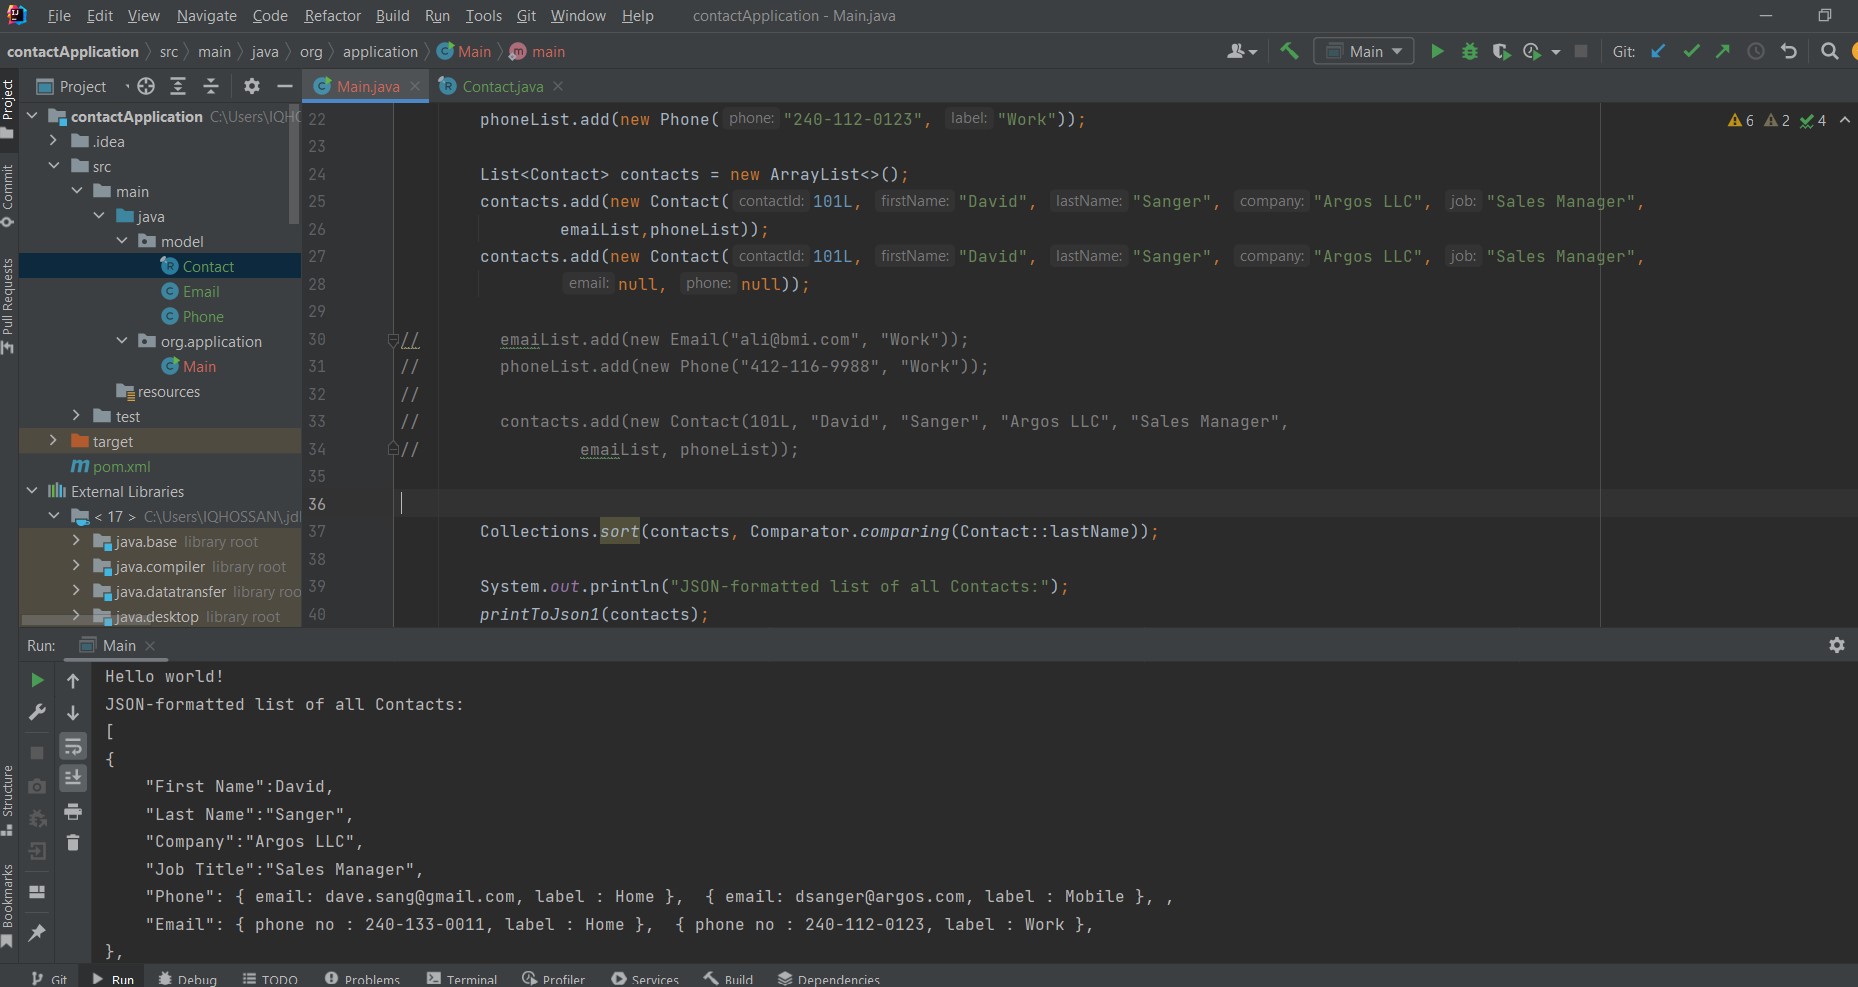 File Edit View Navigate Code Refactor Build Run Tools Git Window Help contactApplication - Main.java
contactApplication src main java org application Main main
Main Git:
Project
Main.java Contact.java
Project
Commit
Pull Requests
contactApplication C:\Users\IQHO
.idea
src
main
java
model
Contact
Email
Phone
org.application
Main
resources
test
target
pom.xml
External Libraries
< 17 > C:\Users\IQHOSSAN\.jd
java.base library root
java.compiler library root
java.datatransfer library roo
java.desktop library root
6 2 4
22 phoneList.add(new Phone( phone: "240-112-0123", label: "Work"));
23
24 List<Contact> contacts = new ArrayList<>();
25 contacts.add(new Contact( contactId: 101L, firstName: "David", lastName: "Sanger", company: "Argos LLC", job: "Sales Manager",
26 emaiList,phoneList));
27 contacts.add(new Contact( contactId: 101L, firstName: "David", lastName: "Sanger", company: "Argos LLC", job: "Sales Manager",
28 email: null, phone: null));
29
30 // emaiList.add(new Email("ali@bmi.com", "Work"));
31 // phoneList.add(new Phone("412-116-9988", "Work"));
32 //
33 // contacts.add(new Contact(101L, "David", "Sanger", "Argos LLC", "Sales Manager",
34 // emaiList, phoneList));
35
36
37 Collections.sort(contacts, Comparator.comparing(Contact::lastName));
38
39 System.out.println("JSON-formatted list of all Contacts:");
40 printToJson1(contacts);
Run: Main
Structure
Bookmarks
Hello world!
JSON-formatted list of all Contacts:
[
{
"First Name":David,
"Last Name":"Sanger",
"Company":"Argos LLC",
"Job Title":"Sales Manager",
"Phone": { email: dave.sang@gmail.com, label : Home }, { email: dsanger@argos.com, label : Mobile }, ,
"Email": { phone no : 240-133-0011, label : Home }, { phone no : 240-112-0123, label : Work },
},
Git Run Debug TODO Problems Terminal Profiler Services Build Dependencies